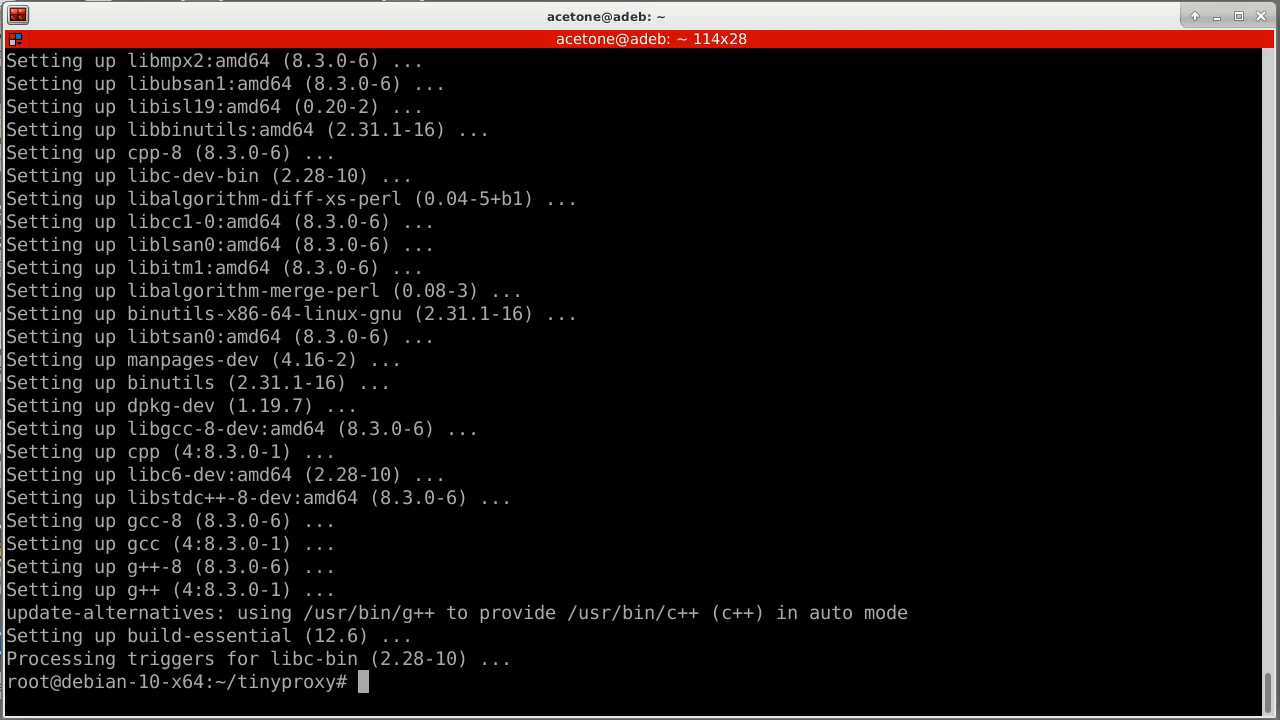 acetone@adeb: ~
acetone@adeb: ~ 114x28
Setting up libmpx2:amd64 (8.3.0-6) ...
Setting up libubsan1:amd64 (8.3.0-6) ...
Setting up libisl19:amd64 (0.20-2) ...
Setting up libbinutils:amd64 (2.31.1-16) ...
Setting up cpp-8 (8.3.0-6) ...
Setting up libc-dev-bin (2.28-10) ...
Setting up libalgorithm-diff-xs-perl (0.04-5+b1) ...
Setting up libcc1-0:amd64 (8.3.0-6) ...
Setting up liblsan0:amd64 (8.3.0-6) ...
Setting up libitm1:amd64 (8.3.0-6) ...
Setting up libalgorithm-merge-perl (0.08-3) ...
Setting up binutils-x86-64-linux-gnu (2.31.1-16) ...
Setting up libtsan0:amd64 (8.3.0-6) ...
Setting up manpages-dev (4.16-2) ...
Setting up binutils (2.31.1-16) ...
Setting up dpkg-dev (1.19.7) ...
Setting up libgcc-8-dev:amd64 (8.3.0-6) ...
Setting up cpp (4:8.3.0-1) ...
Setting up libc6-dev:amd64 (2.28-10) ...
Setting up libstdc++-8-dev:amd64 (8.3.0-6) ...
Setting up gcc-8 (8.3.0-6) ...
Setting up gcc (4:8.3.0-1) ...
Setting up g++-8 (8.3.0-6) ...
Setting up g++ (4:8.3.0-1) ...
update-alternatives: using /usr/bin/g++ to provide /usr/bin/c++ (c++) in auto mode
Setting up build-essential (12.6) ...
Processing triggers for libc-bin (2.28-10) ...
root@debian-10-x64:~/tinyproxy#